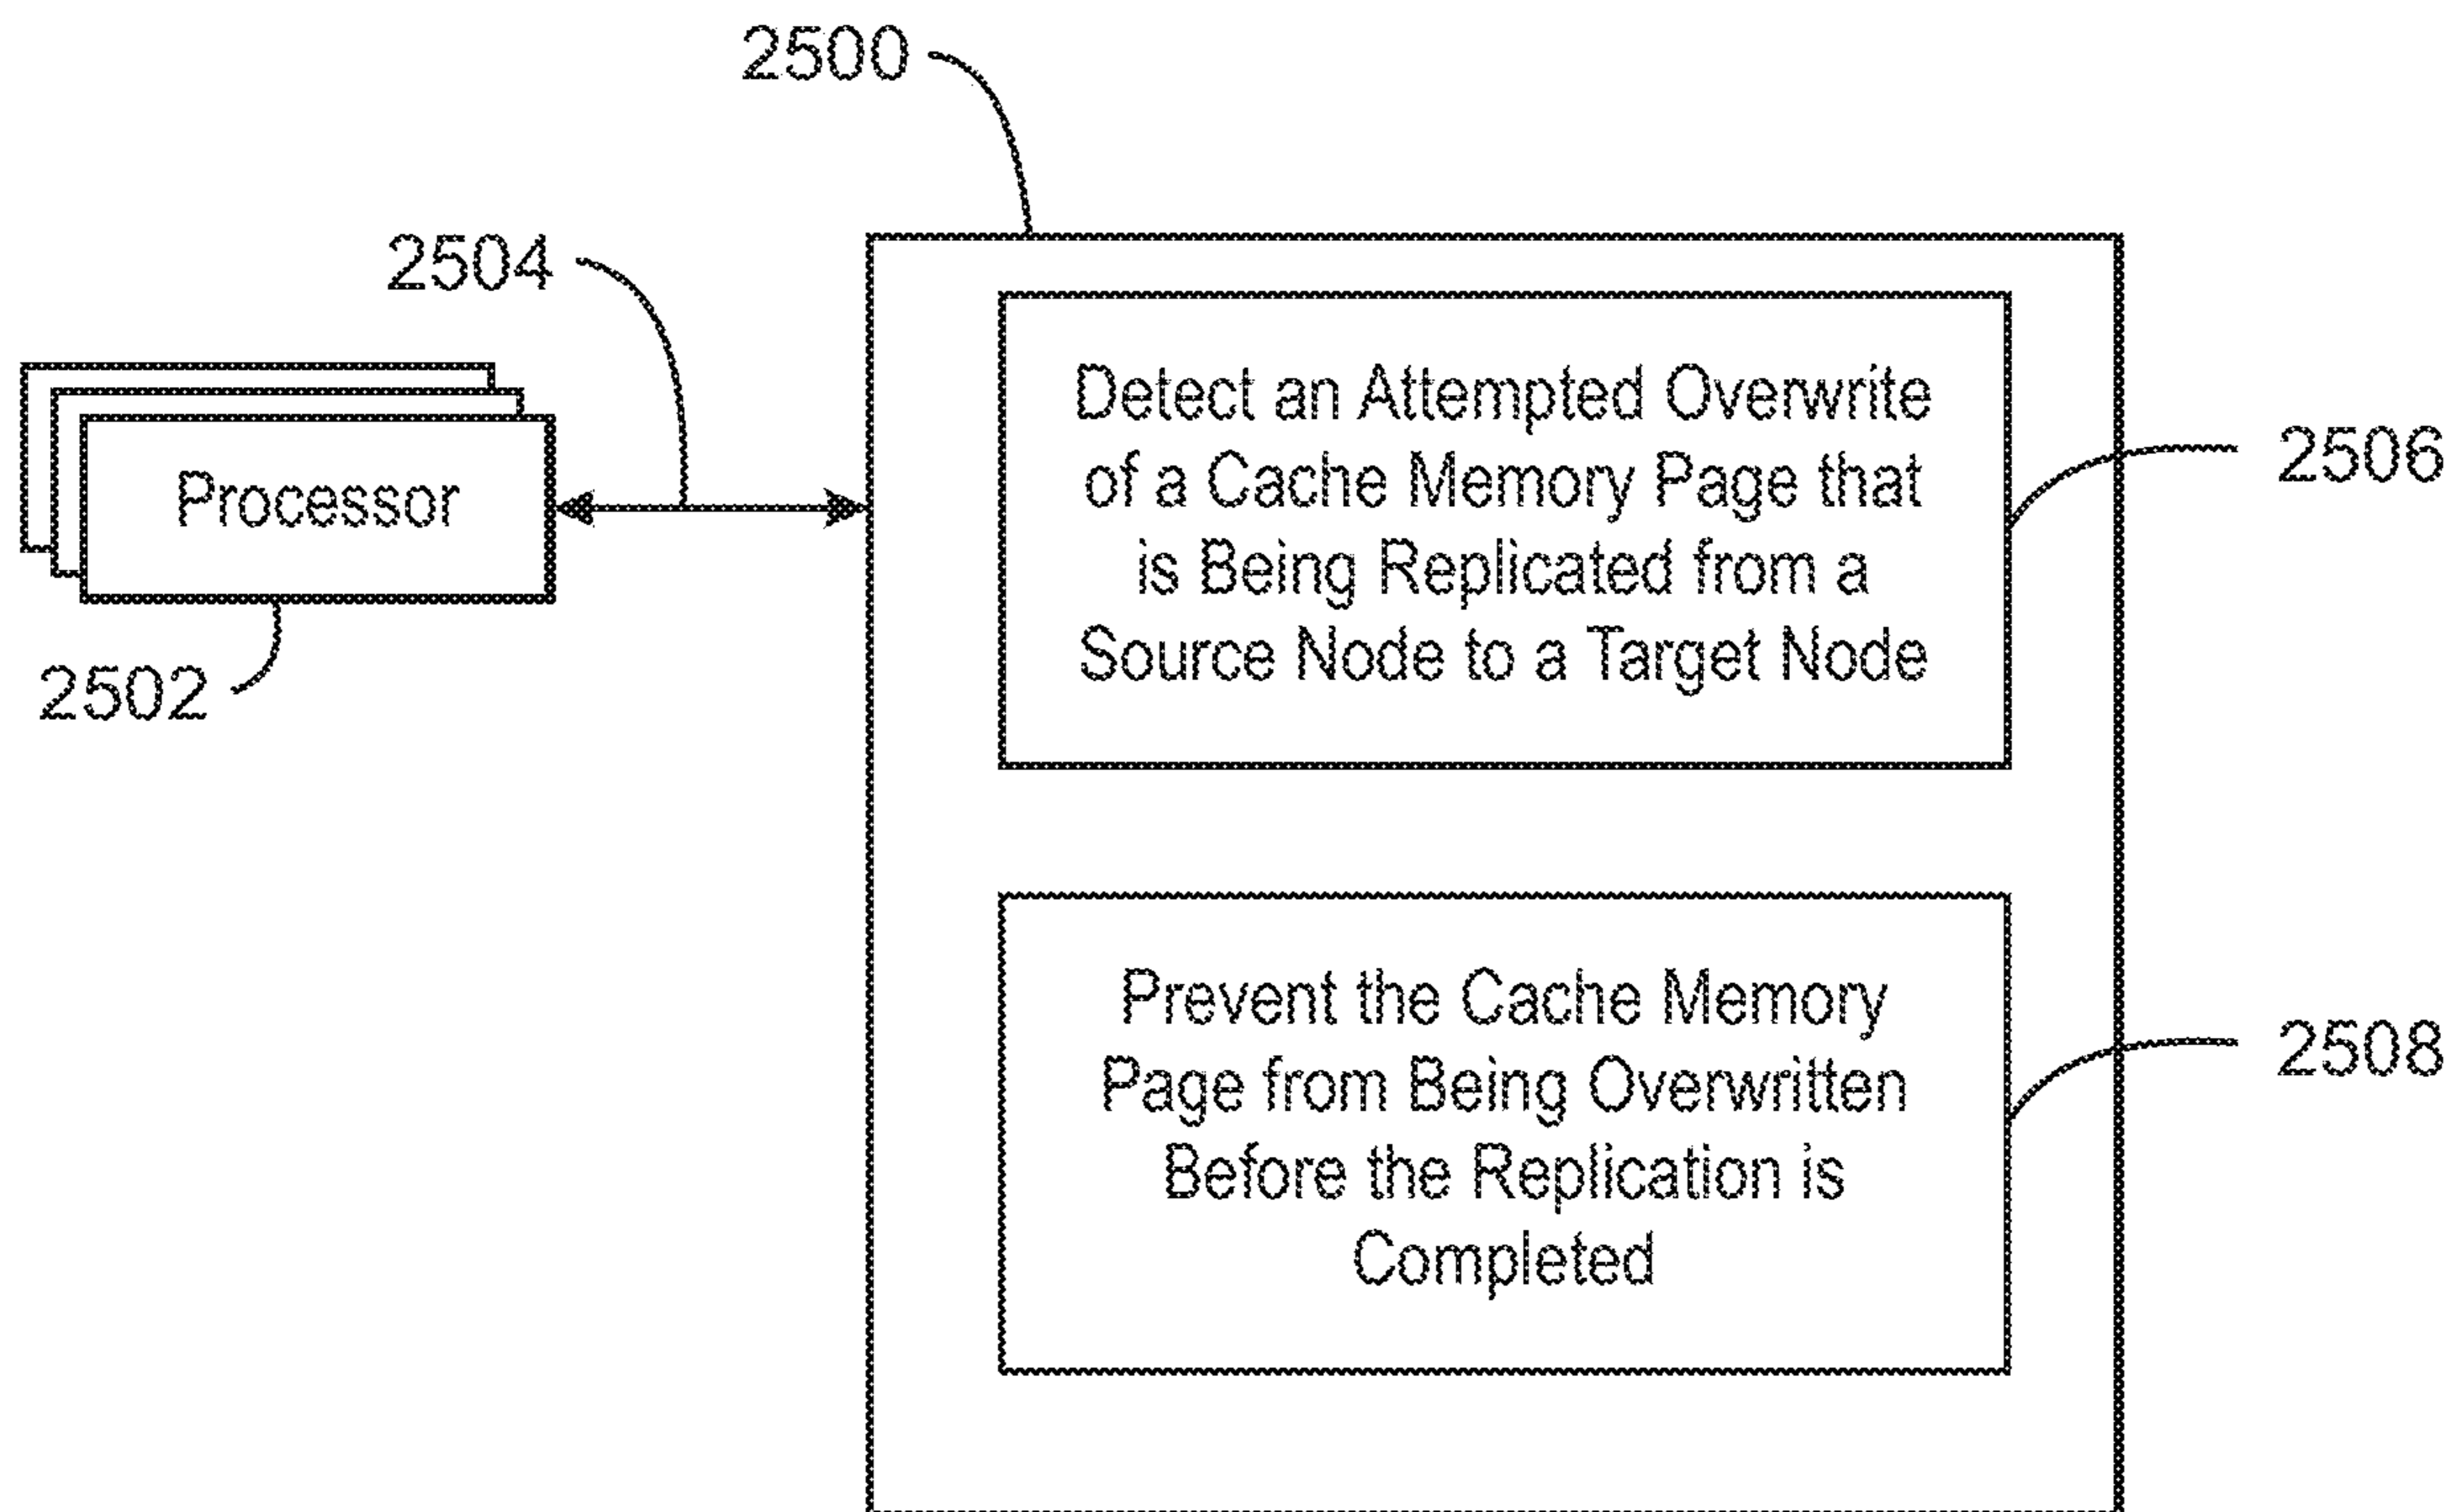 2500
2504
Processor
2502
Detect an Attempted Overwrite
of a Cache Memory Page that
is Being Replicated from a
Source Node to a Target Node
2506
Prevent the Cache Memory
Page from Being Overwritten
Before the Replication is
Completed
2508